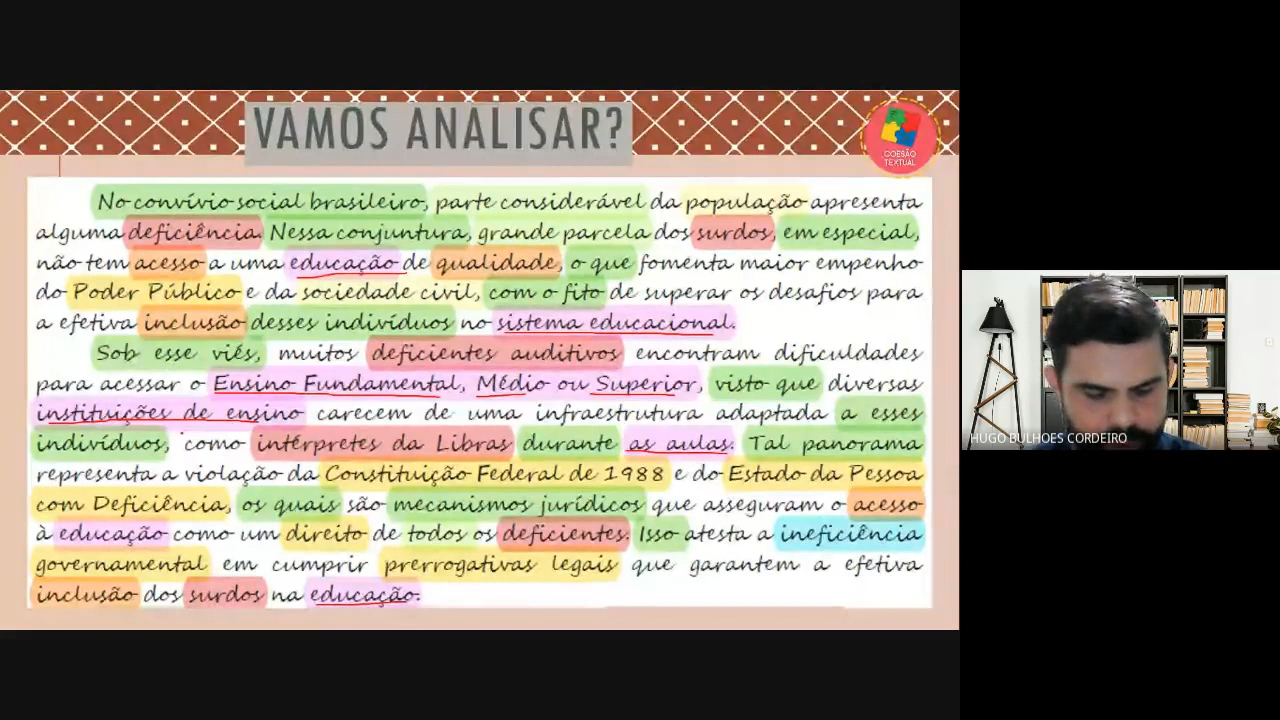 VAMOS ANALISAR?
COESÃO
TEXTUAL
No convívio social brasileiro, parte considerável da população apresenta
alguma deficiência. Nessa conjuntura, grande parcela dos surdos, em especial,
não tem acesso a uma educação de qualidade, o que fomenta maior empenho
do Poder Público e da sociedade civil, com o fito de superar os desafios para
a efetiva inclusão desses indivíduos no sistema educacional.
Sob esse viés, muitos deficientes auditivos encontram dificuldades
para acessar o Ensino Fundamental, Médio ou Superior, visto que diversas
instituições de ensino carecem de uma infraestrutura adaptada a esses
indivíduos, como intérpretes da Libras durante as aulas. Tal panorama
representa a violação da Constituição Federal de 1988 e do Estado da Pessoa
com Deficiência, os quais são mecanismos jurídicos que asseguram o acesso
à educação como um direito de todos os deficientes. Isso atesta a ineficiência
governamental em cumprir prerrogativas legais que garantem a efetiva
inclusão dos surdos na educação.
HUGO BULHOES CORDEIRO